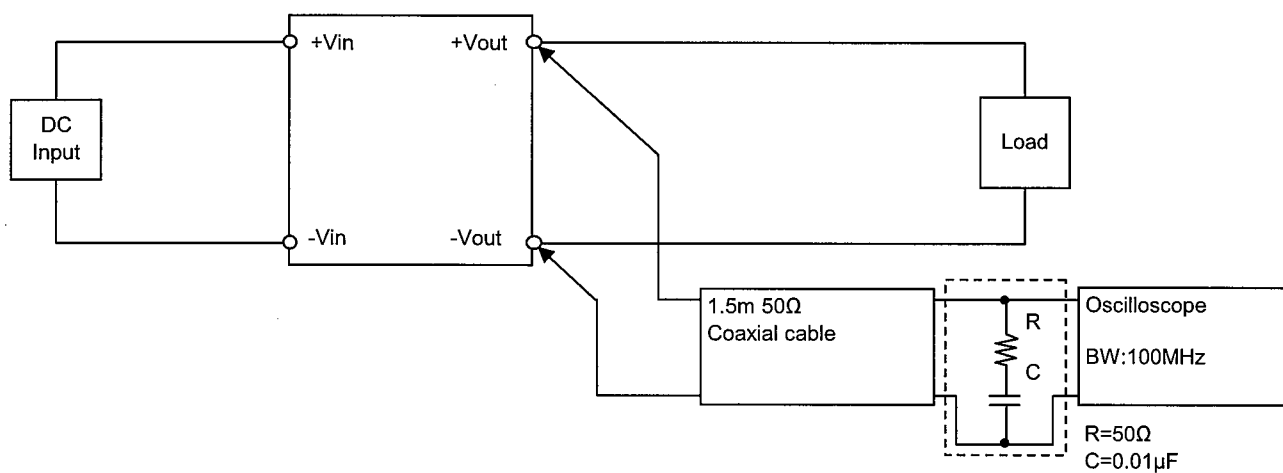 +Vin
+Vout
DC
Input
Load
-Vin
-Vout
1.5m 50Ω
Coaxial cable
R
C
Oscilloscope
BW:100MHz
R=50Ω
C=0.01µF